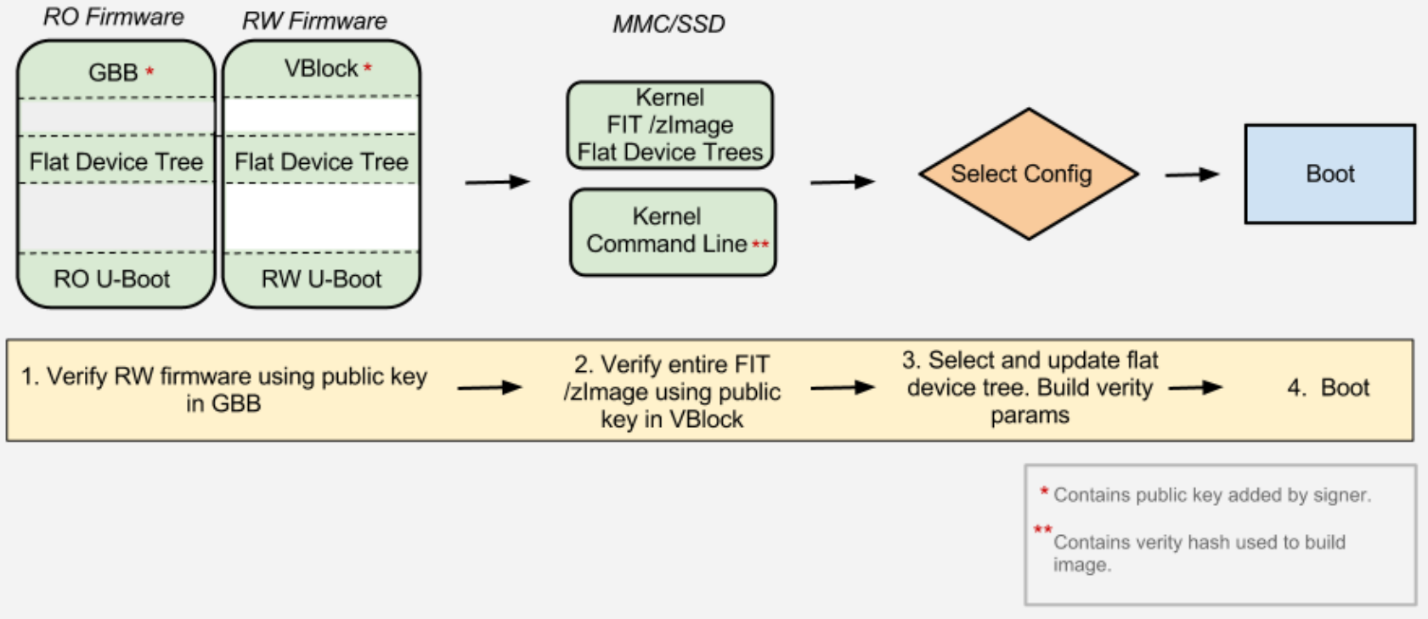 RO Firmware
RW Firmware
MMC/SSD
GBB *
VBlock *
Flat Device Tree
Flat Device Tree
RO U-Boot
RW U-Boot
Kernel
FIT /zImage
Flat Device Trees
Kernel
Command Line **
Select Config
Boot
1. Verify RW firmware using public key
in GBB
2. Verify entire FIT
/zImage using public
key in VBlock
3. Select and update flat
device tree. Build verity
params
4. Boot
* Contains public key added by signer.
** Contains verity hash used to build
image.